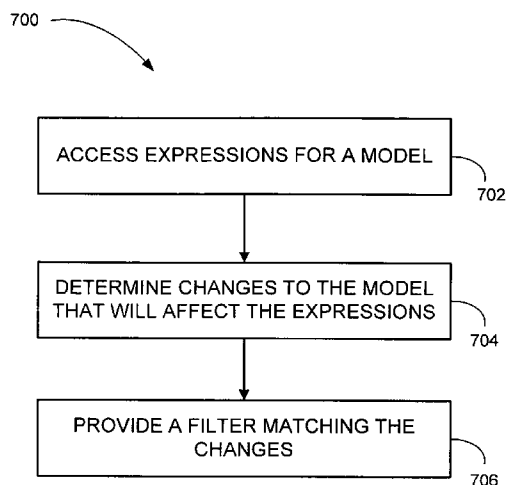 700
ACCESS EXPRESSIONS FOR A MODEL
702
DETERMINE CHANGES TO THE MODEL
THAT WILL AFFECT THE EXPRESSIONS
704
PROVIDE A FILTER MATCHING THE
CHANGES
706